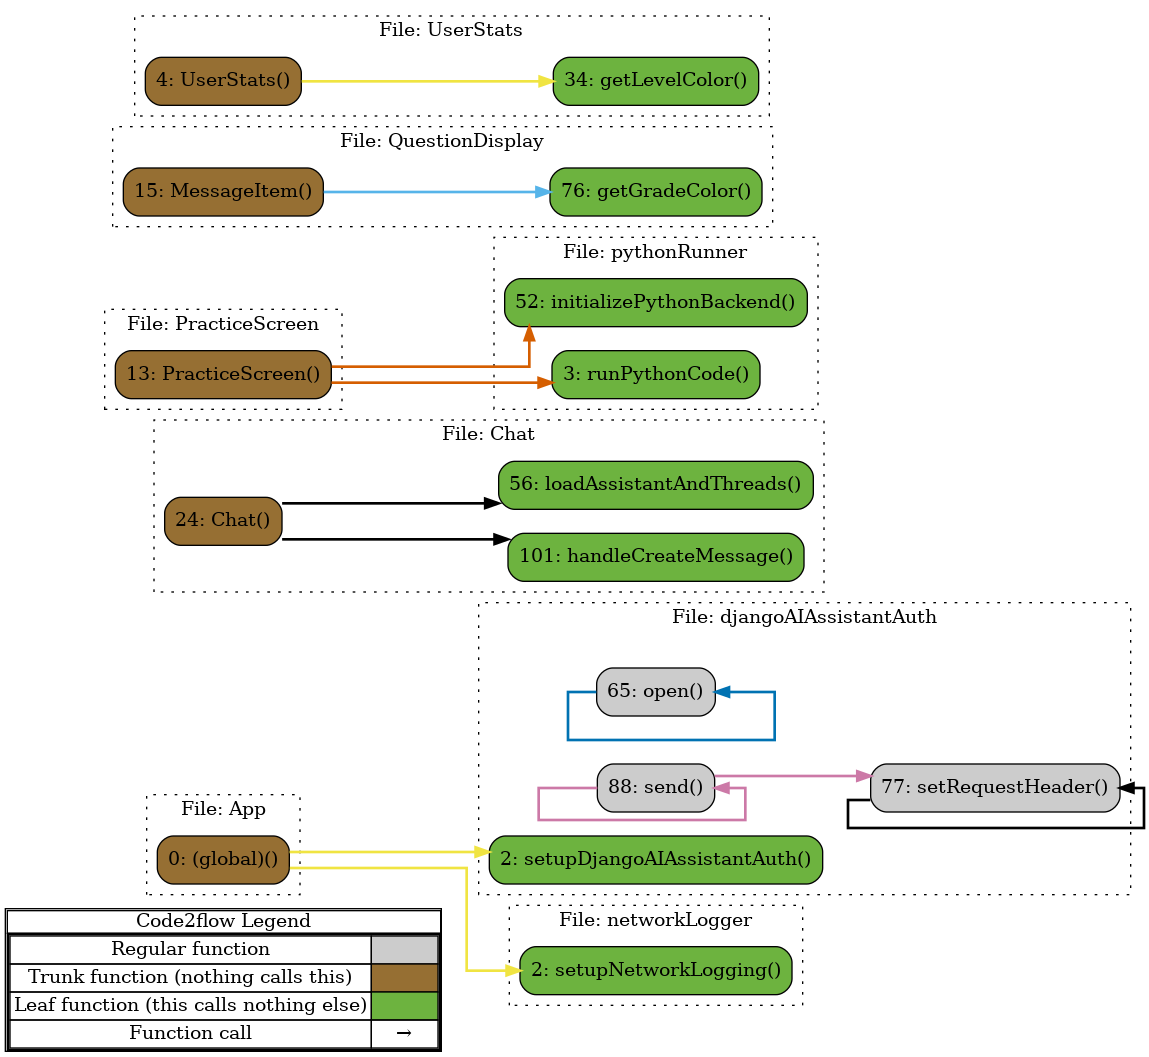 File: UserStats
4: UserStats()
34: getLevelColor()
File: QuestionDisplay
15: MessageItem()
76: getGradeColor()
File: pythonRunner
52: initializePythonBackend()
File: PracticeScreen
13: PracticeScreen()
3: runPythonCode()
File: Chat
56: loadAssistantAndThreads()
24: Chat()
101: handleCreateMessage()
File: djangoAIAssistantAuth
65: open()
88: send()
77: setRequestHeader()
File: App
0: (global)()
2: setupDjangoAIAssistantAuth()
File: networkLogger
2: setupNetworkLogging()
Code2flow Legend
Regular function
Trunk function (nothing calls this)
Leaf function (this calls nothing else)
Function call →